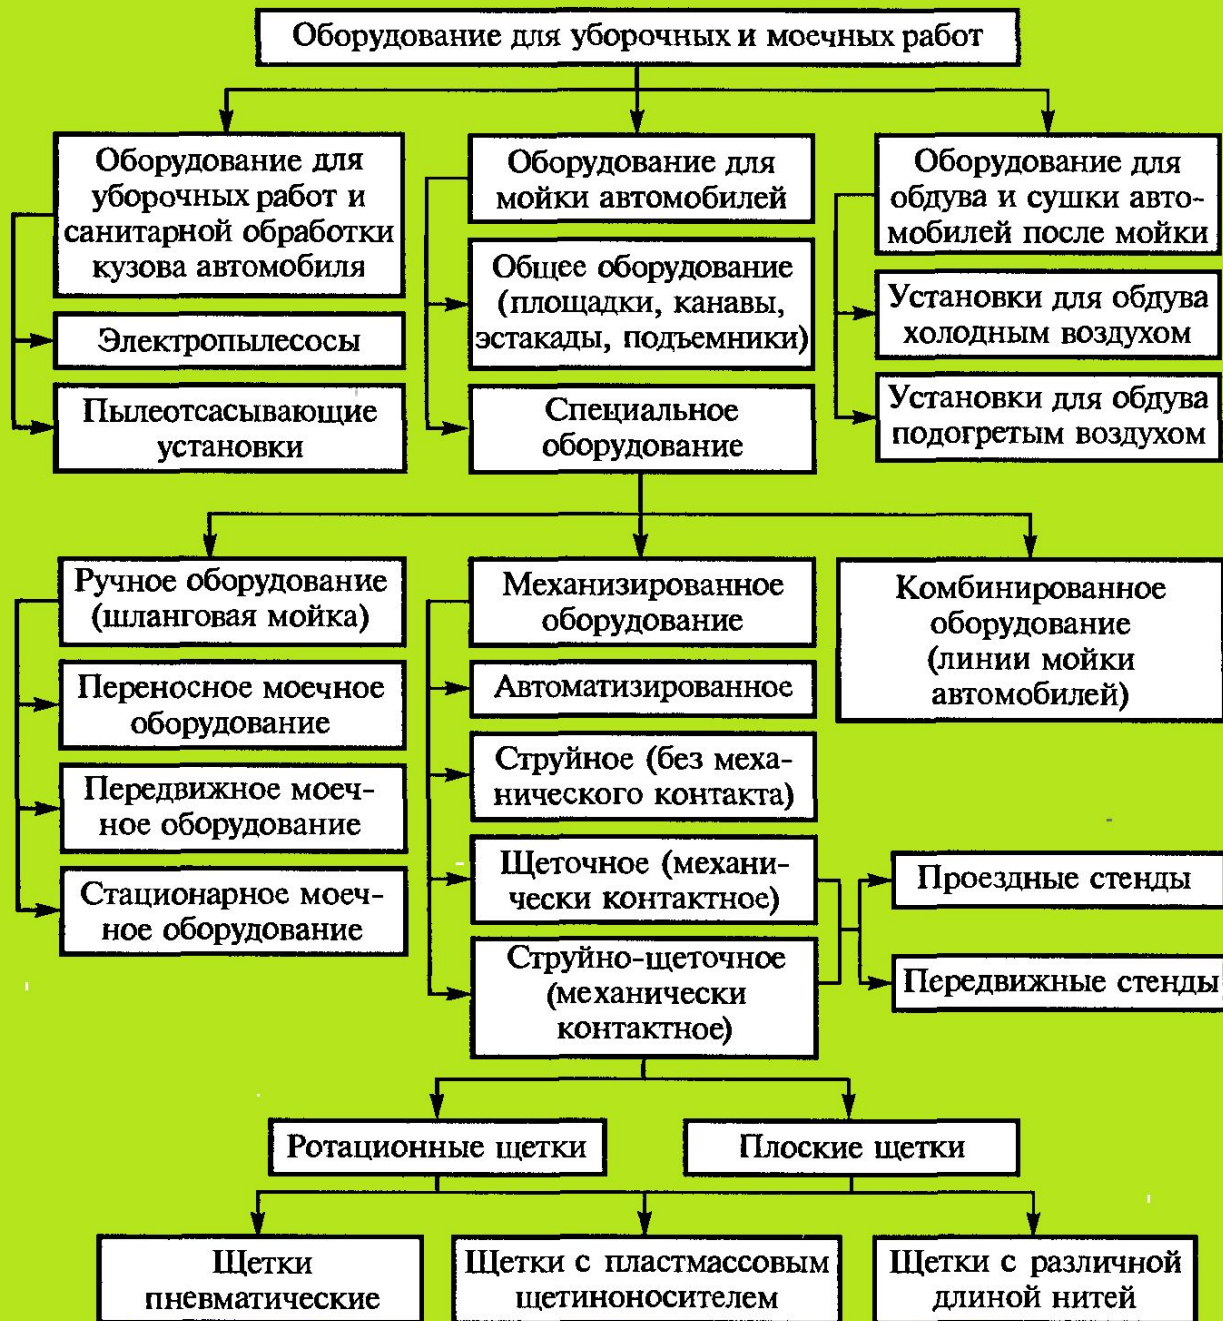 Оборудование для уборочных и моечных работ
Оборудование для
уборочных работ и
санитарной обработки
кузова автомобиля
Электропылесосы
Пылеотсасывающие
установки
Оборудование для
мойки автомобилей
Общее оборудование
(площадки, канавы,
эстакады, подъемники)
Специальное
оборудование
Оборудование для
обдува и сушки авто-
мобилей после мойки
Установки для обдува
холодным воздухом
Установки для обдува
подогретым воздухом
Ручное оборудование
(шланговая мойка)
Переносное моечное
оборудование
Передвижное моеч-
ное оборудование
Стационарное моеч-
ное оборудование
Механизированное
оборудование
Автоматизированное
Струйное (без меха-
нического контакта)
Щеточное (механи-
чески контактное)
Струйно-щеточное
(механически
контактное)
Комбинированное
оборудование
(линии мойки
автомобилей)
Проездные стенды
Передвижные стенды
Ротационные щетки
Плоские щетки
Щетки
пневматические
Щетки с пластмассовым
щетиноносителем
Щетки с различной
длиной нитей